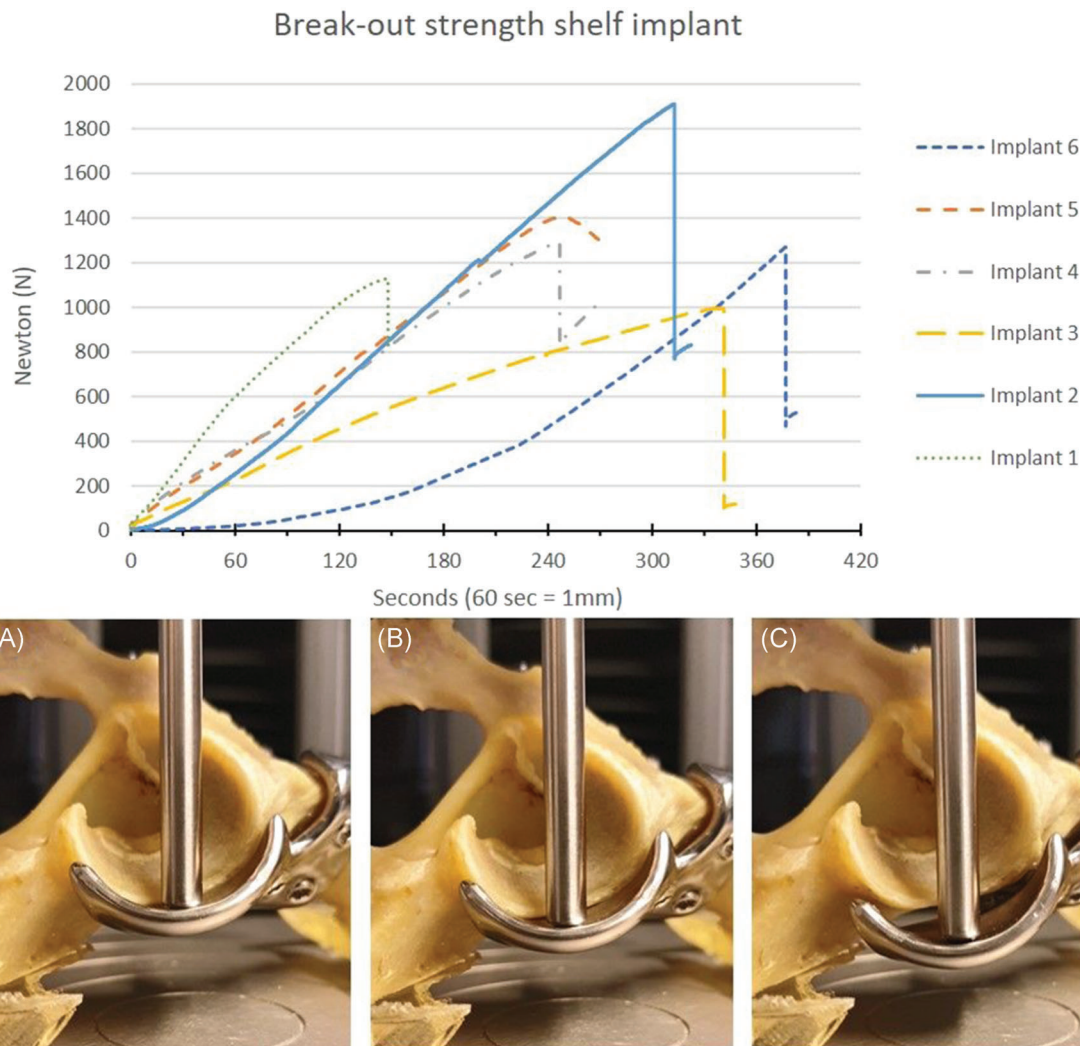 Break-out strength shelf implant
2000
1800
1600
1400
1200
1000
800
600
400
200
0
Newton (N)
0 60 120 180 240 300 360 420
Seconds (60 sec = 1mm)
Implant 6
Implant 5
Implant 4
Implant 3
Implant 2
Implant 1
A) (B) (C)